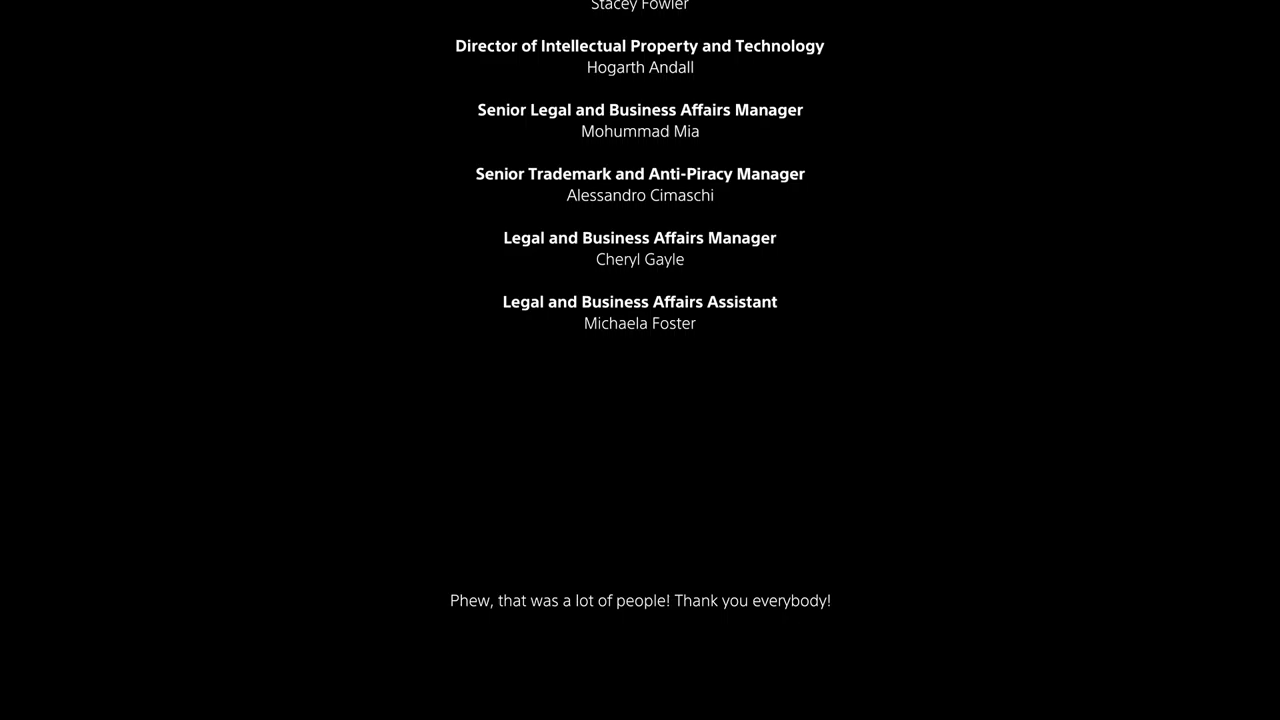 Stacey Fowler
Director of Intellectual Property and Technology
Hogarth Andall
Senior Legal and Business Affairs Manager
Mohummad Mia
Senior Trademark and Anti-Piracy Manager
Alessandro Cimaschi
Legal and Business Affairs Manager
Cheryl Gayle
Legal and Business Affairs Assistant
Michaela Foster
Phew, that was a lot of people! Thank you everybody!